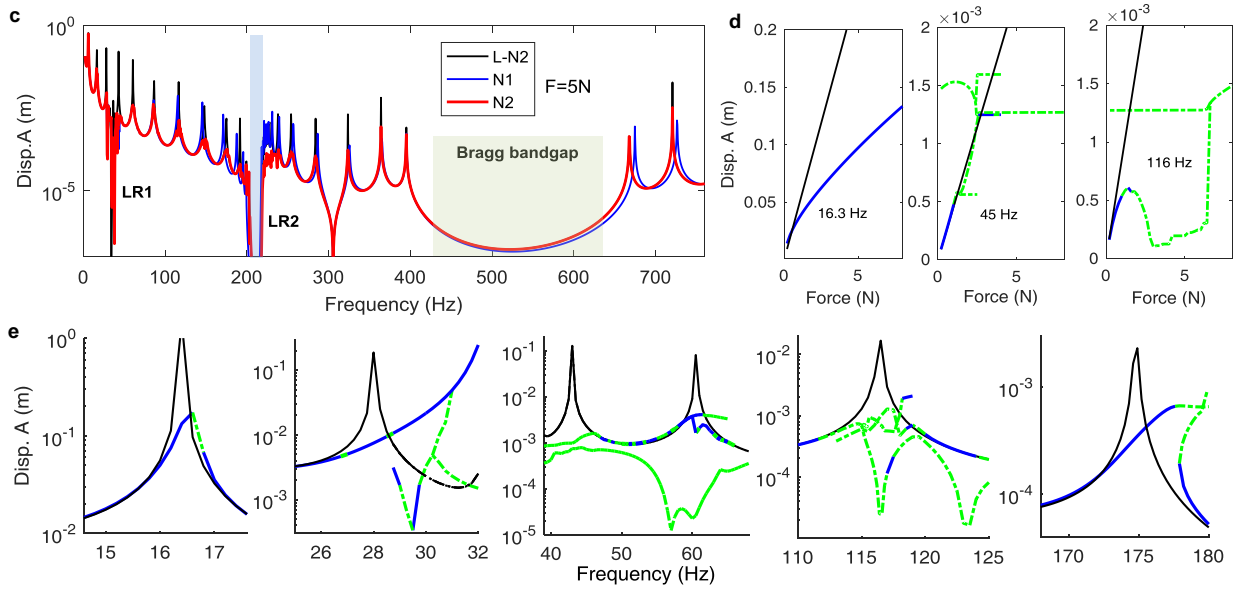 c
10^0
10^-5
Disp.A (m)
0 100 200 300 400 500 600 700
Frequency (Hz)
L-N2
N1
N2
F=5N
LR1
LR2
Bragg bandgap
d
0.2
0.15
0.1
0.05
Disp. A (m)
0 5
Force (N)
16.3 Hz
×10^-3
2
1.5
1
0.5
0
0 5
Force (N)
45 Hz
×10^-3
2
1.5
1
0.5
0
0 5
Force (N)
116 Hz
e
10^0
10^-1
10^-2
Disp. A (m)
15 16 17
10^-1
10^-2
10^-3
26 28 30 32
10^-1
10^-2
10^-3
10^-4
10^-5
40 50 60
Frequency (Hz)
10^-2
10^-3
10^-4
110 115 120 125
10^-3
10^-4
170 175 180